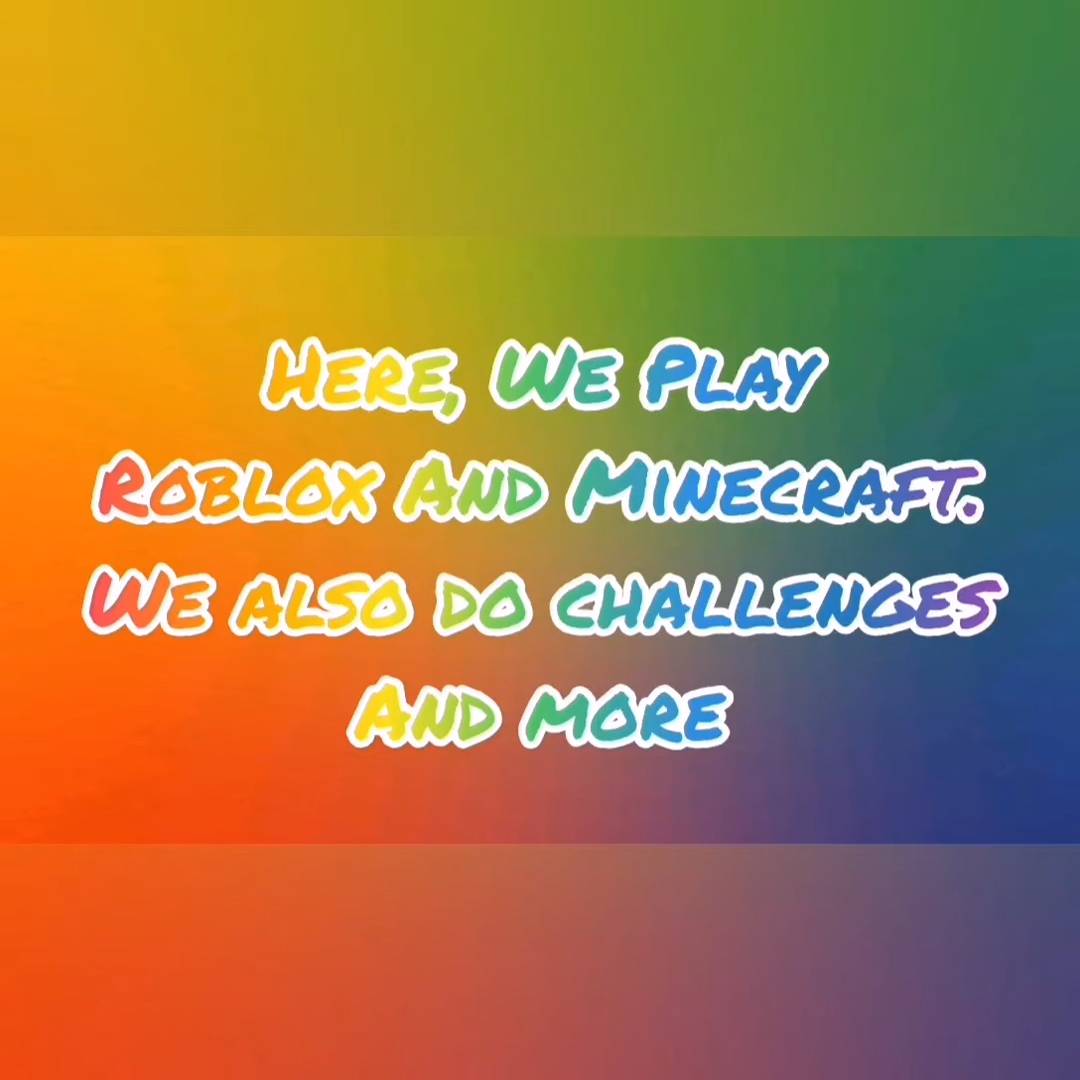 Here, We Play
Roblox And Minecraft.
We also do challenges
And more